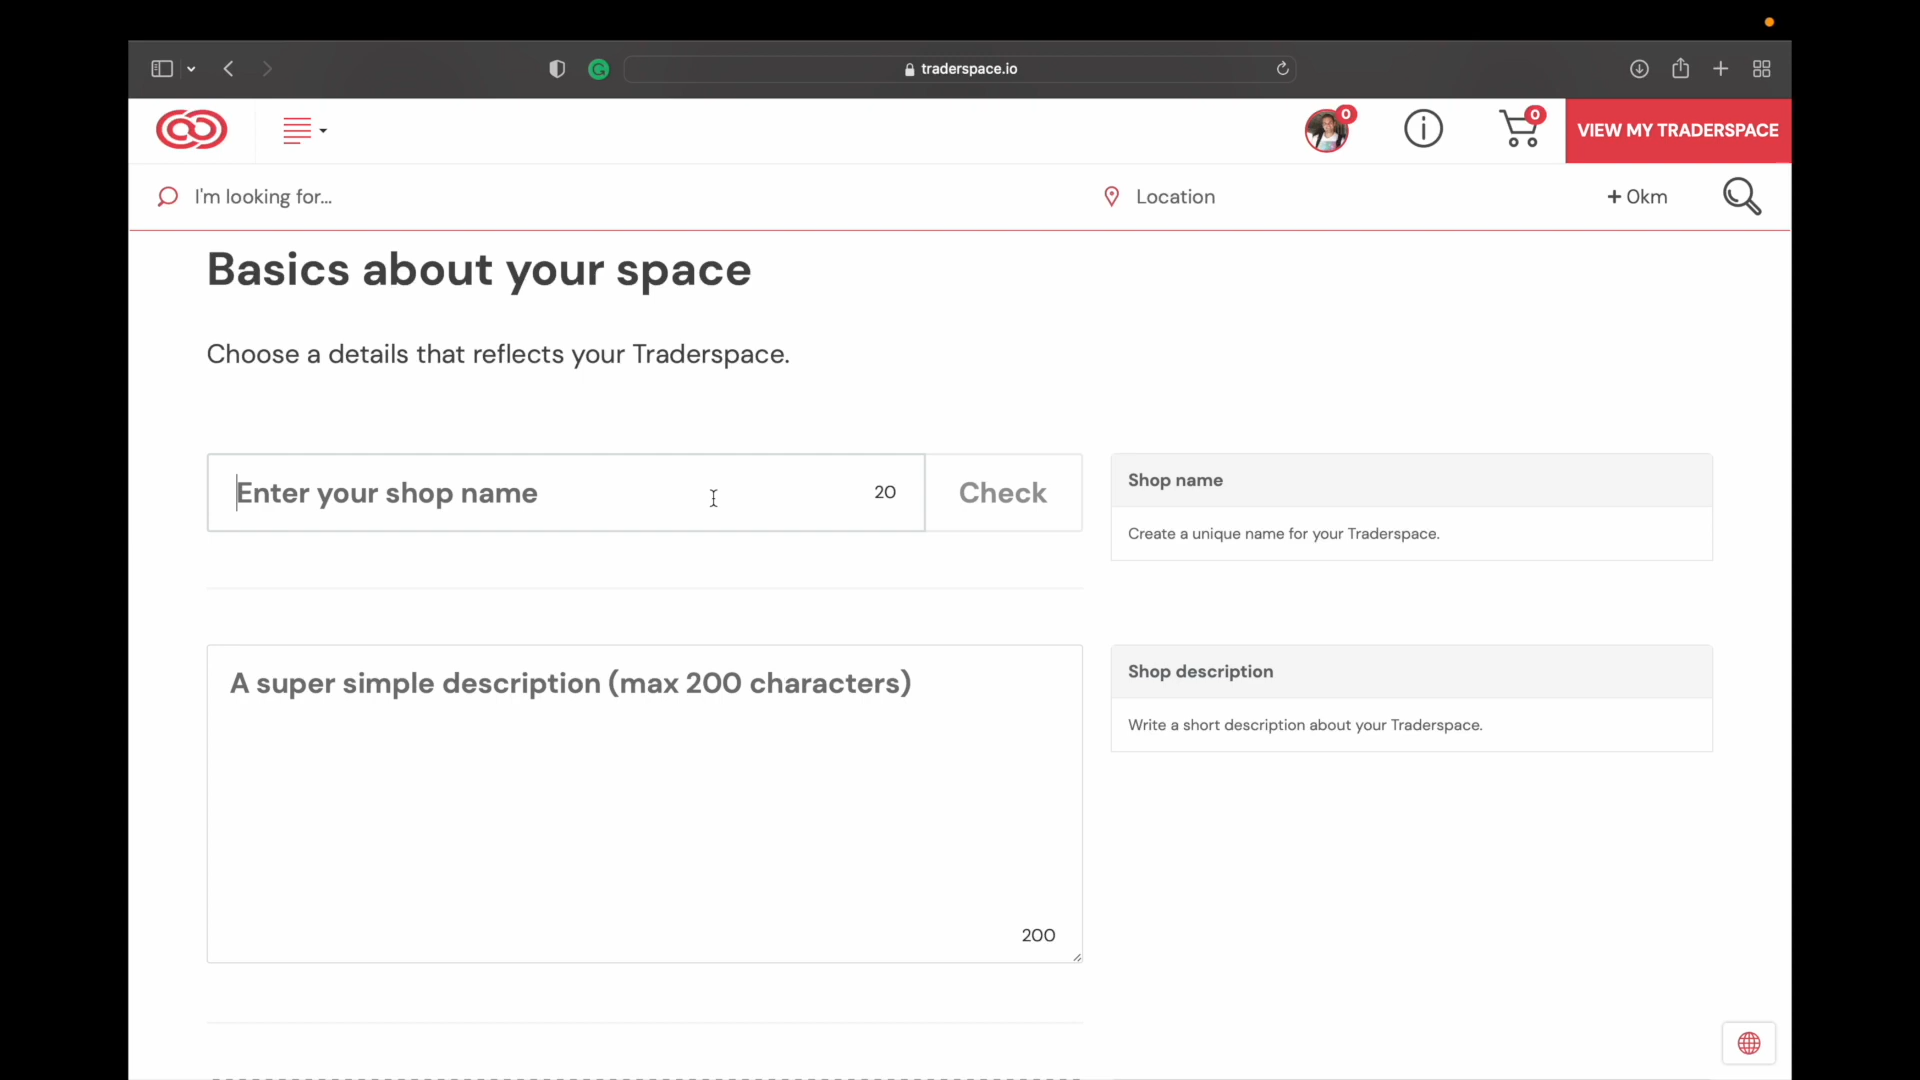 traderspace.io
0
0
VIEW MY TRADERSPACE
I'm looking for...
Location
+ 0km
Basics about your space
Choose a details that reflects your Traderspace.
Enter your shop name
20
Check
Shop name
Create a unique name for your Traderspace.
A super simple description (max 200 characters)
200
Shop description
Write a short description about your Traderspace.